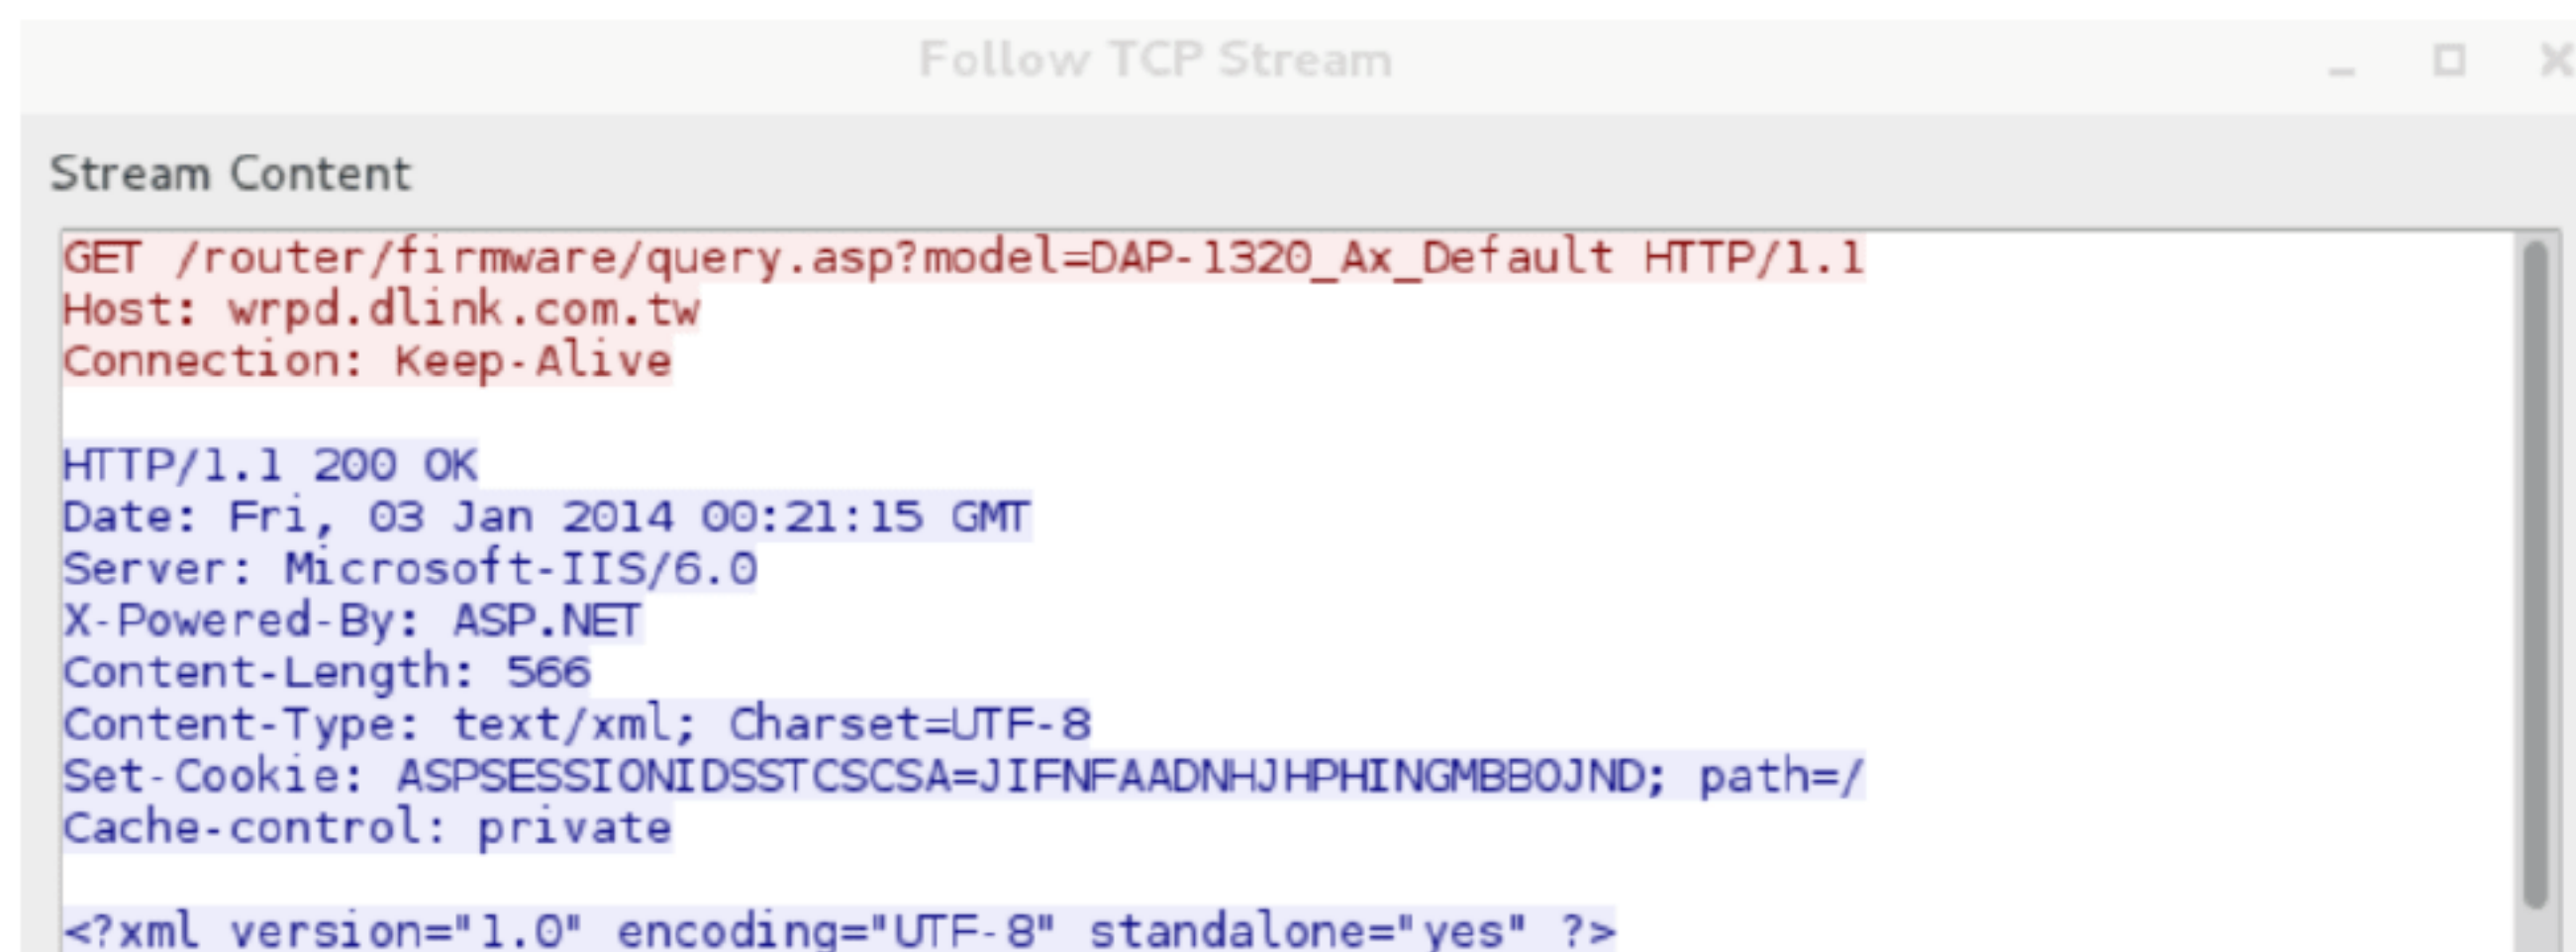 Follow TCP Stream
Stream Content
GET /router/firmware/query.asp?model=DAP-1320_Ax_Default HTTP/1.1
Host: wrpd.dlink.com.tw
Connection: Keep-Alive
HTTP/1.1 200 OK
Date: Fri, 03 Jan 2014 00:21:15 GMT
Server: Microsoft-IIS/6.0
X-Powered-By: ASP.NET
Content-Length: 566
Content-Type: text/xml; Charset=UTF-8
Set-Cookie: ASPSESSIONIDSSTCSCSA=JIFNFAADNHJHPHINGMBBOJND; path=/
Cache-control: private
<?xml version="1.0" encoding="UTF-8" standalone="yes" ?>